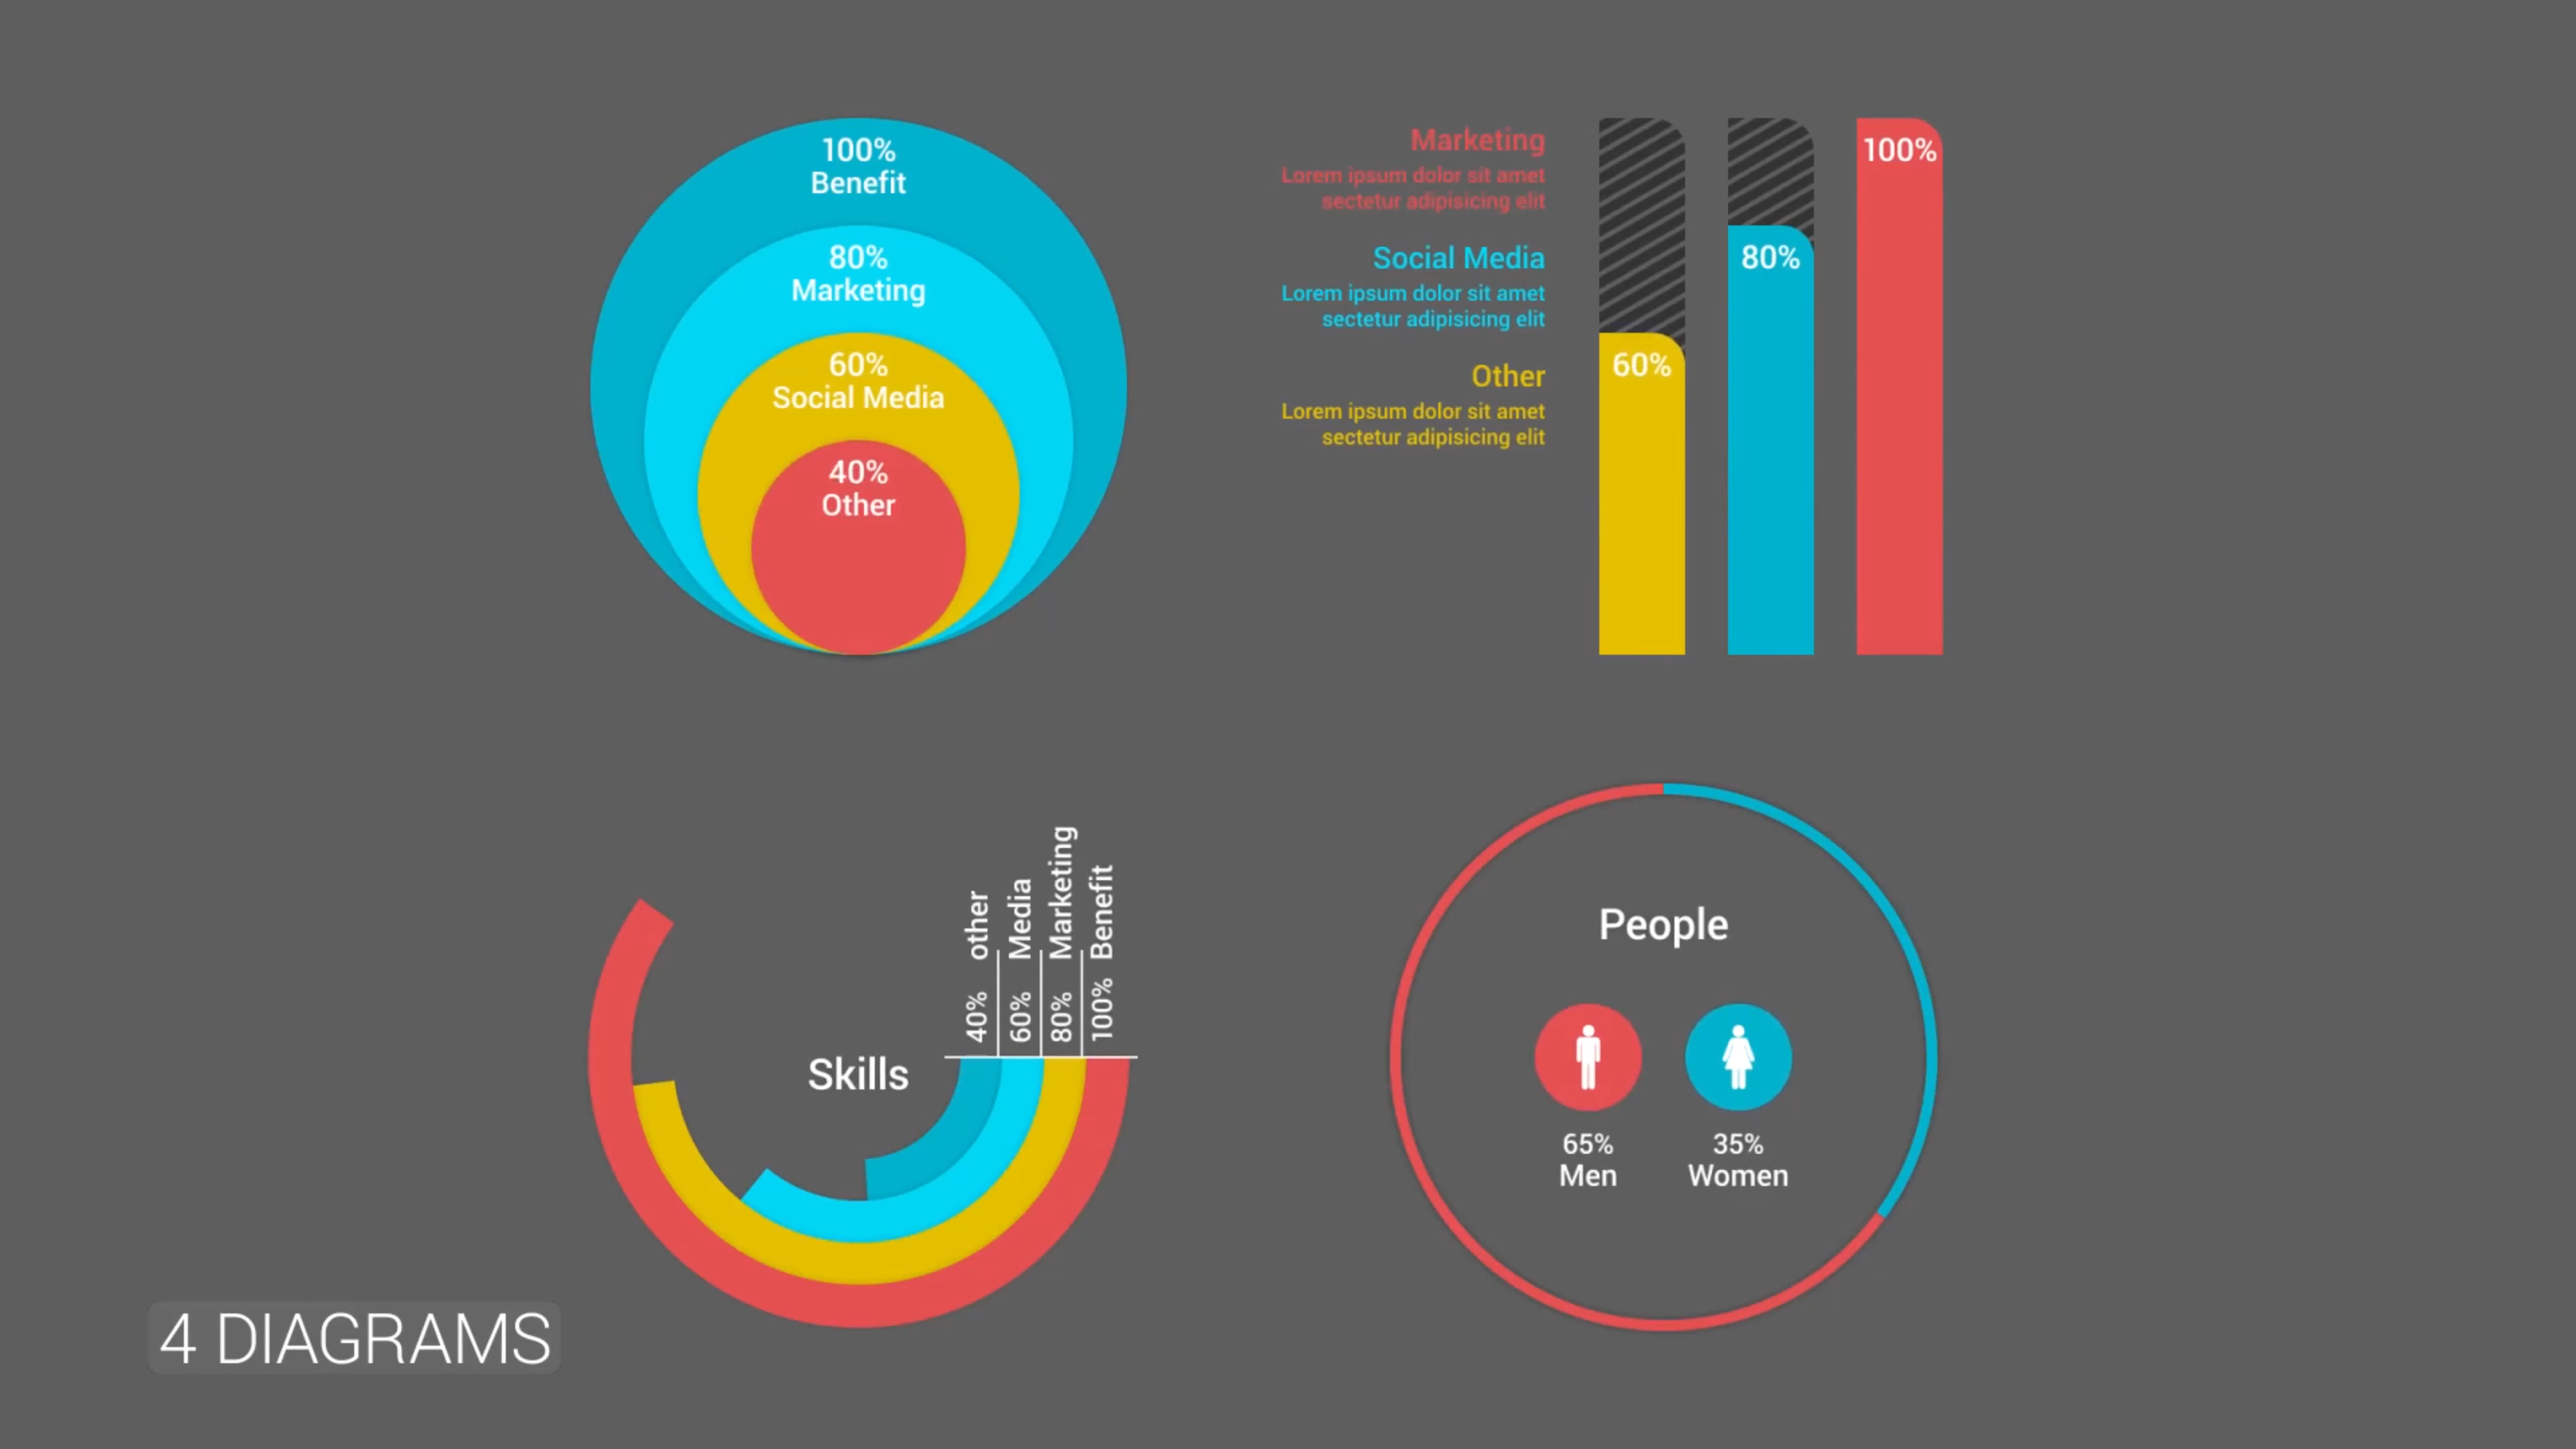 100%
Benefit
80%
Marketing
60%
Social Media
40%
Other
Marketing
Lorem ipsum dolor sit amet
sectetur adipisicing elit
Social Media
Lorem ipsum dolor sit amet
sectetur adipisicing elit
Other
Lorem ipsum dolor sit amet
sectetur adipisicing elit
60%
80%
100%
Skills
40% other
60% Media
80% Marketing
100% Benefit
People
65%
Men
35%
Women
4 DIAGRAMS